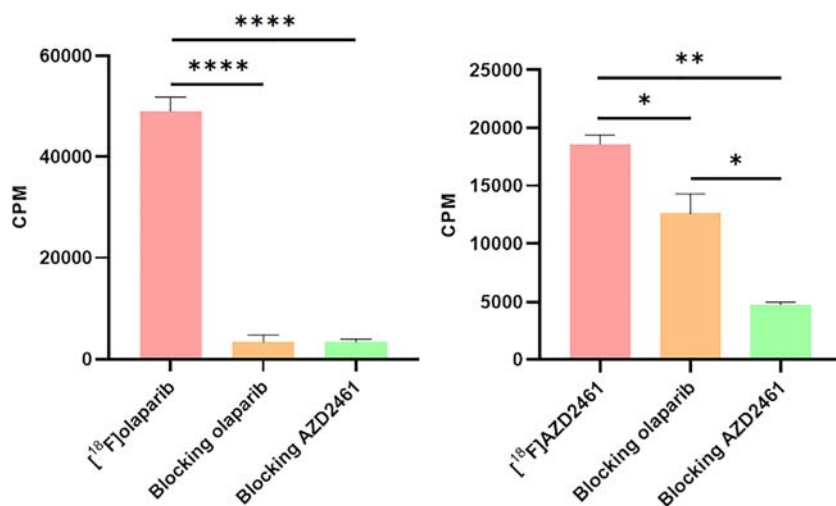 ****
****
60000
40000
20000
0
CPM
[¹⁸F]olaparib
Blocking olaparib
Blocking AZD2461
**
*
*
25000
20000
15000
10000
5000
0
CPM
[¹⁸F]AZD2461
Blocking olaparib
Blocking AZD2461